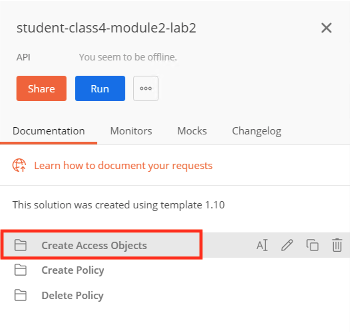 student-class4-module2-lab2
API You seem to be offline.
Share Run
Documentation Monitors Mocks Changelog
Learn how to document your requests
This solution was created using template 1.10
Create Access Objects
Create Policy
Delete Policy